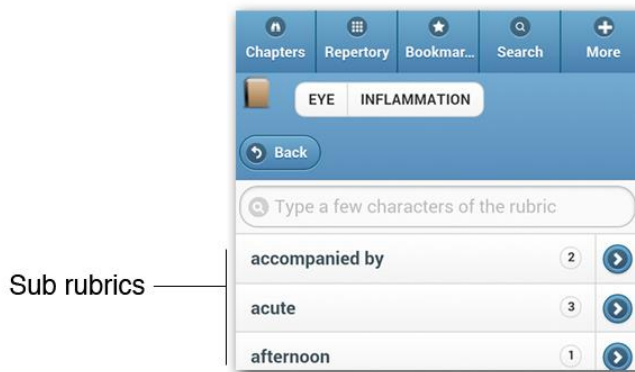 Chapters Repertory Bookmar... Search More
EYE INFLAMMATION
Back
Type a few characters of the rubric
accompanied by 2
Sub rubrics
acute 3
afternoon 1